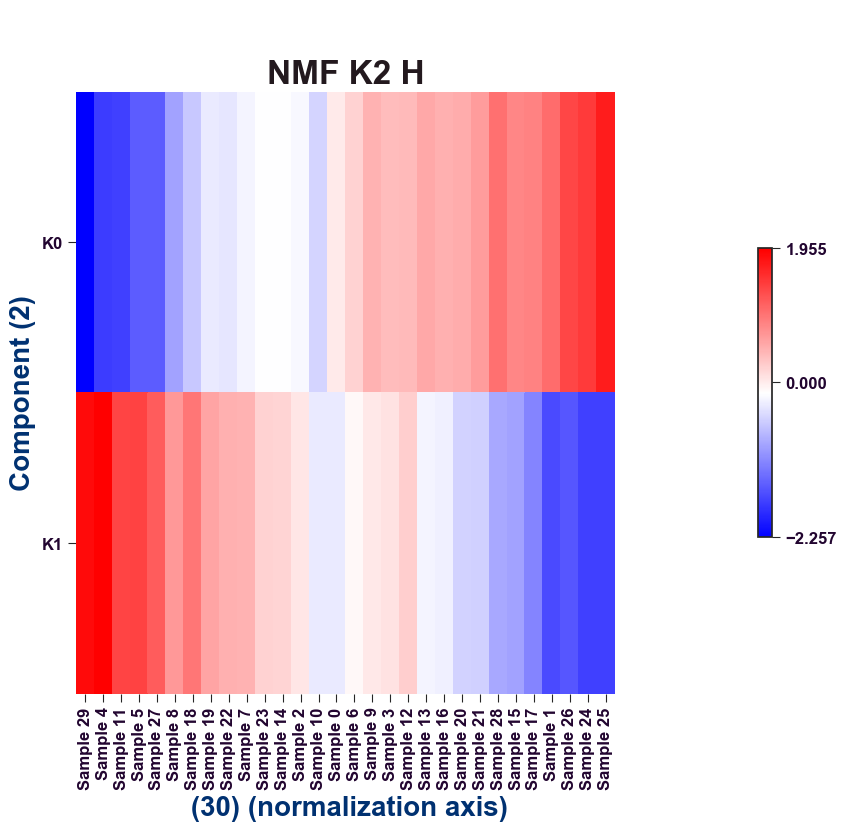 NMF K2 H
K0
K1
Component (2)
1.955
0.000
−2.257
Sample 29
Sample 4
Sample 11
Sample 5
Sample 27
Sample 8
Sample 18
Sample 19
Sample 22
Sample 7
Sample 23
Sample 14
Sample 2
Sample 10
Sample 0
Sample 6
Sample 9
Sample 3
Sample 12
Sample 13
Sample 16
Sample 20
Sample 21
Sample 28
Sample 15
Sample 17
Sample 1
Sample 26
Sample 24
Sample 25
(30) (normalization axis)